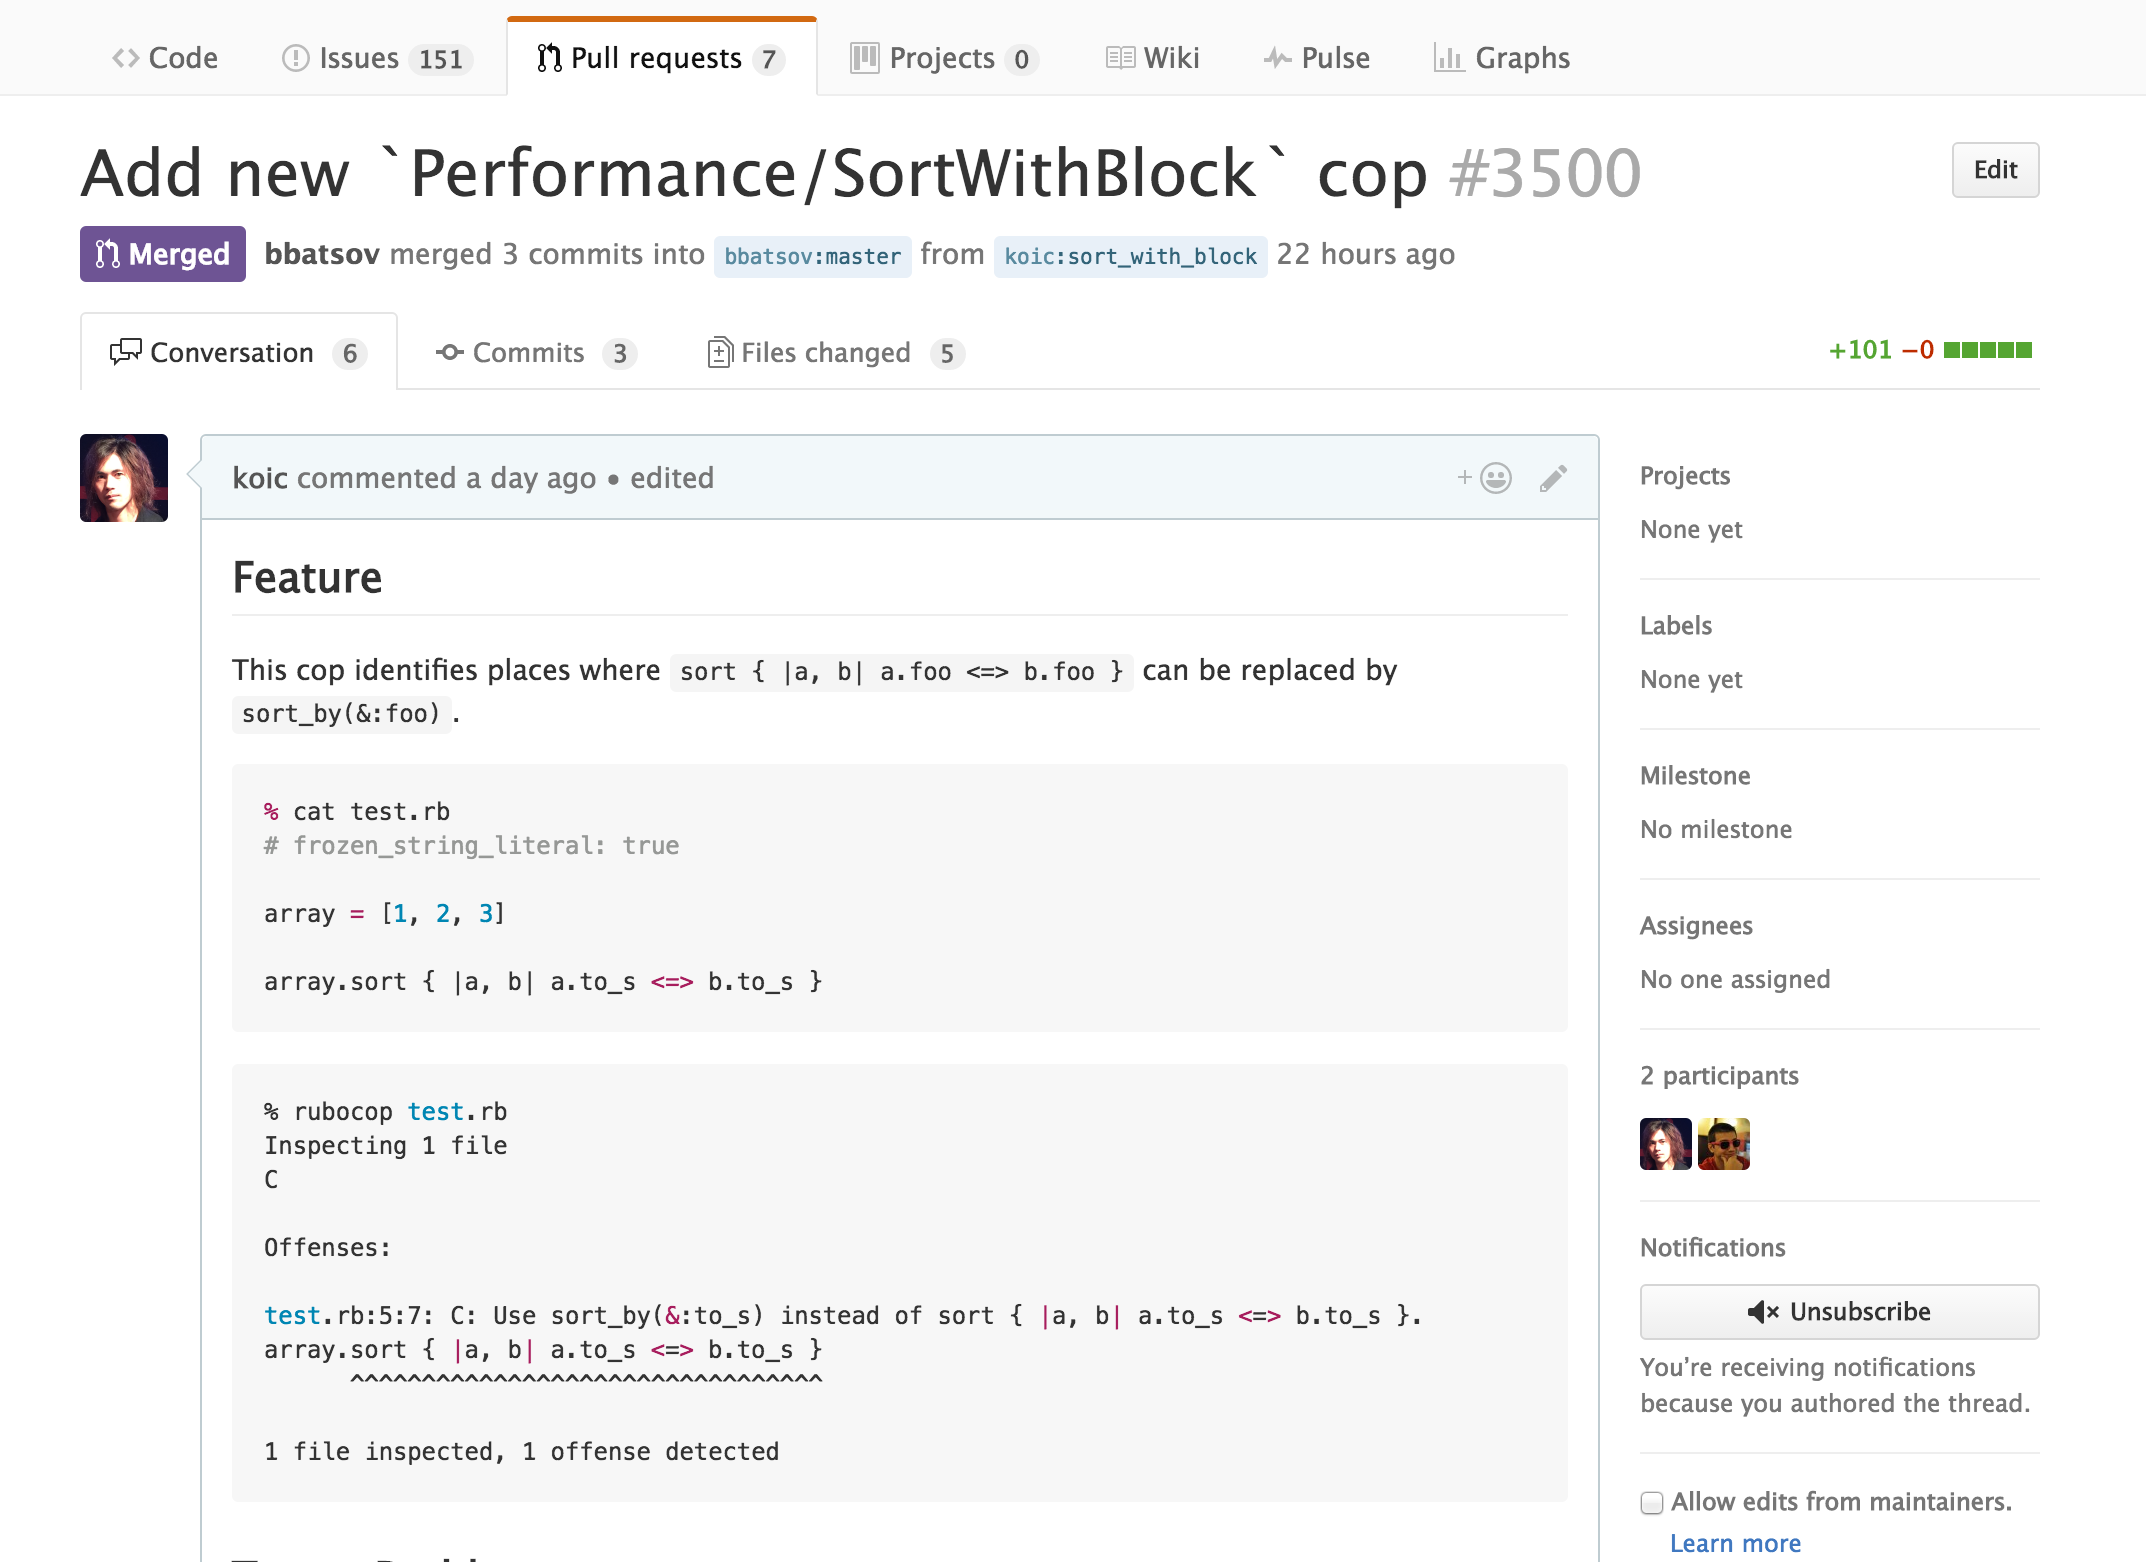 Code Issues 151 Pull requests 7 Projects 0 Wiki Pulse Graphs
Add new `Performance/SortWithBlock` cop #3500
Edit
Merged bbatsov merged 3 commits into bbatsov:master from koic:sort_with_block 22 hours ago
Conversation 6 Commits 3 Files changed 5
+101 −0
koic commented a day ago • edited
Feature
This cop identifies places where sort { |a, b| a.foo <=> b.foo } can be replaced by
sort_by(&:foo) .
% cat test.rb
# frozen_string_literal: true
array = [1, 2, 3]
array.sort { |a, b| a.to_s <=> b.to_s }
% rubocop test.rb
Inspecting 1 file
C
Offenses:
test.rb:5:7: C: Use sort_by(&:to_s) instead of sort { |a, b| a.to_s <=> b.to_s }.
array.sort { |a, b| a.to_s <=> b.to_s }
^^^^^^^^^^^^^^^^^^^^^^^^^^^^^^^^^
1 file inspected, 1 offense detected
Projects
None yet
Labels
None yet
Milestone
No milestone
Assignees
No one assigned
2 participants
Notifications
Unsubscribe
You’re receiving notifications
because you authored the thread.
Allow edits from maintainers.
Learn more